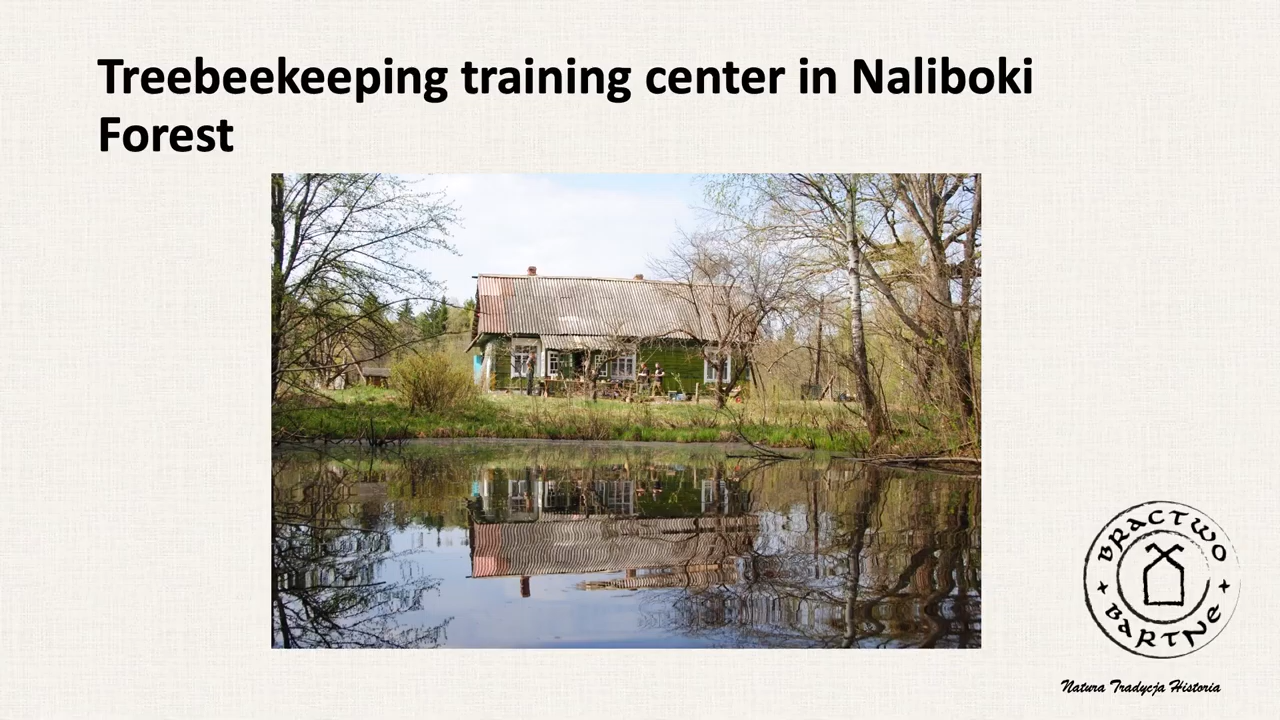 Treebeekeeping training center in Naliboki
Forest
BRACTWO
BARTNE
Natura Tradycja Historia